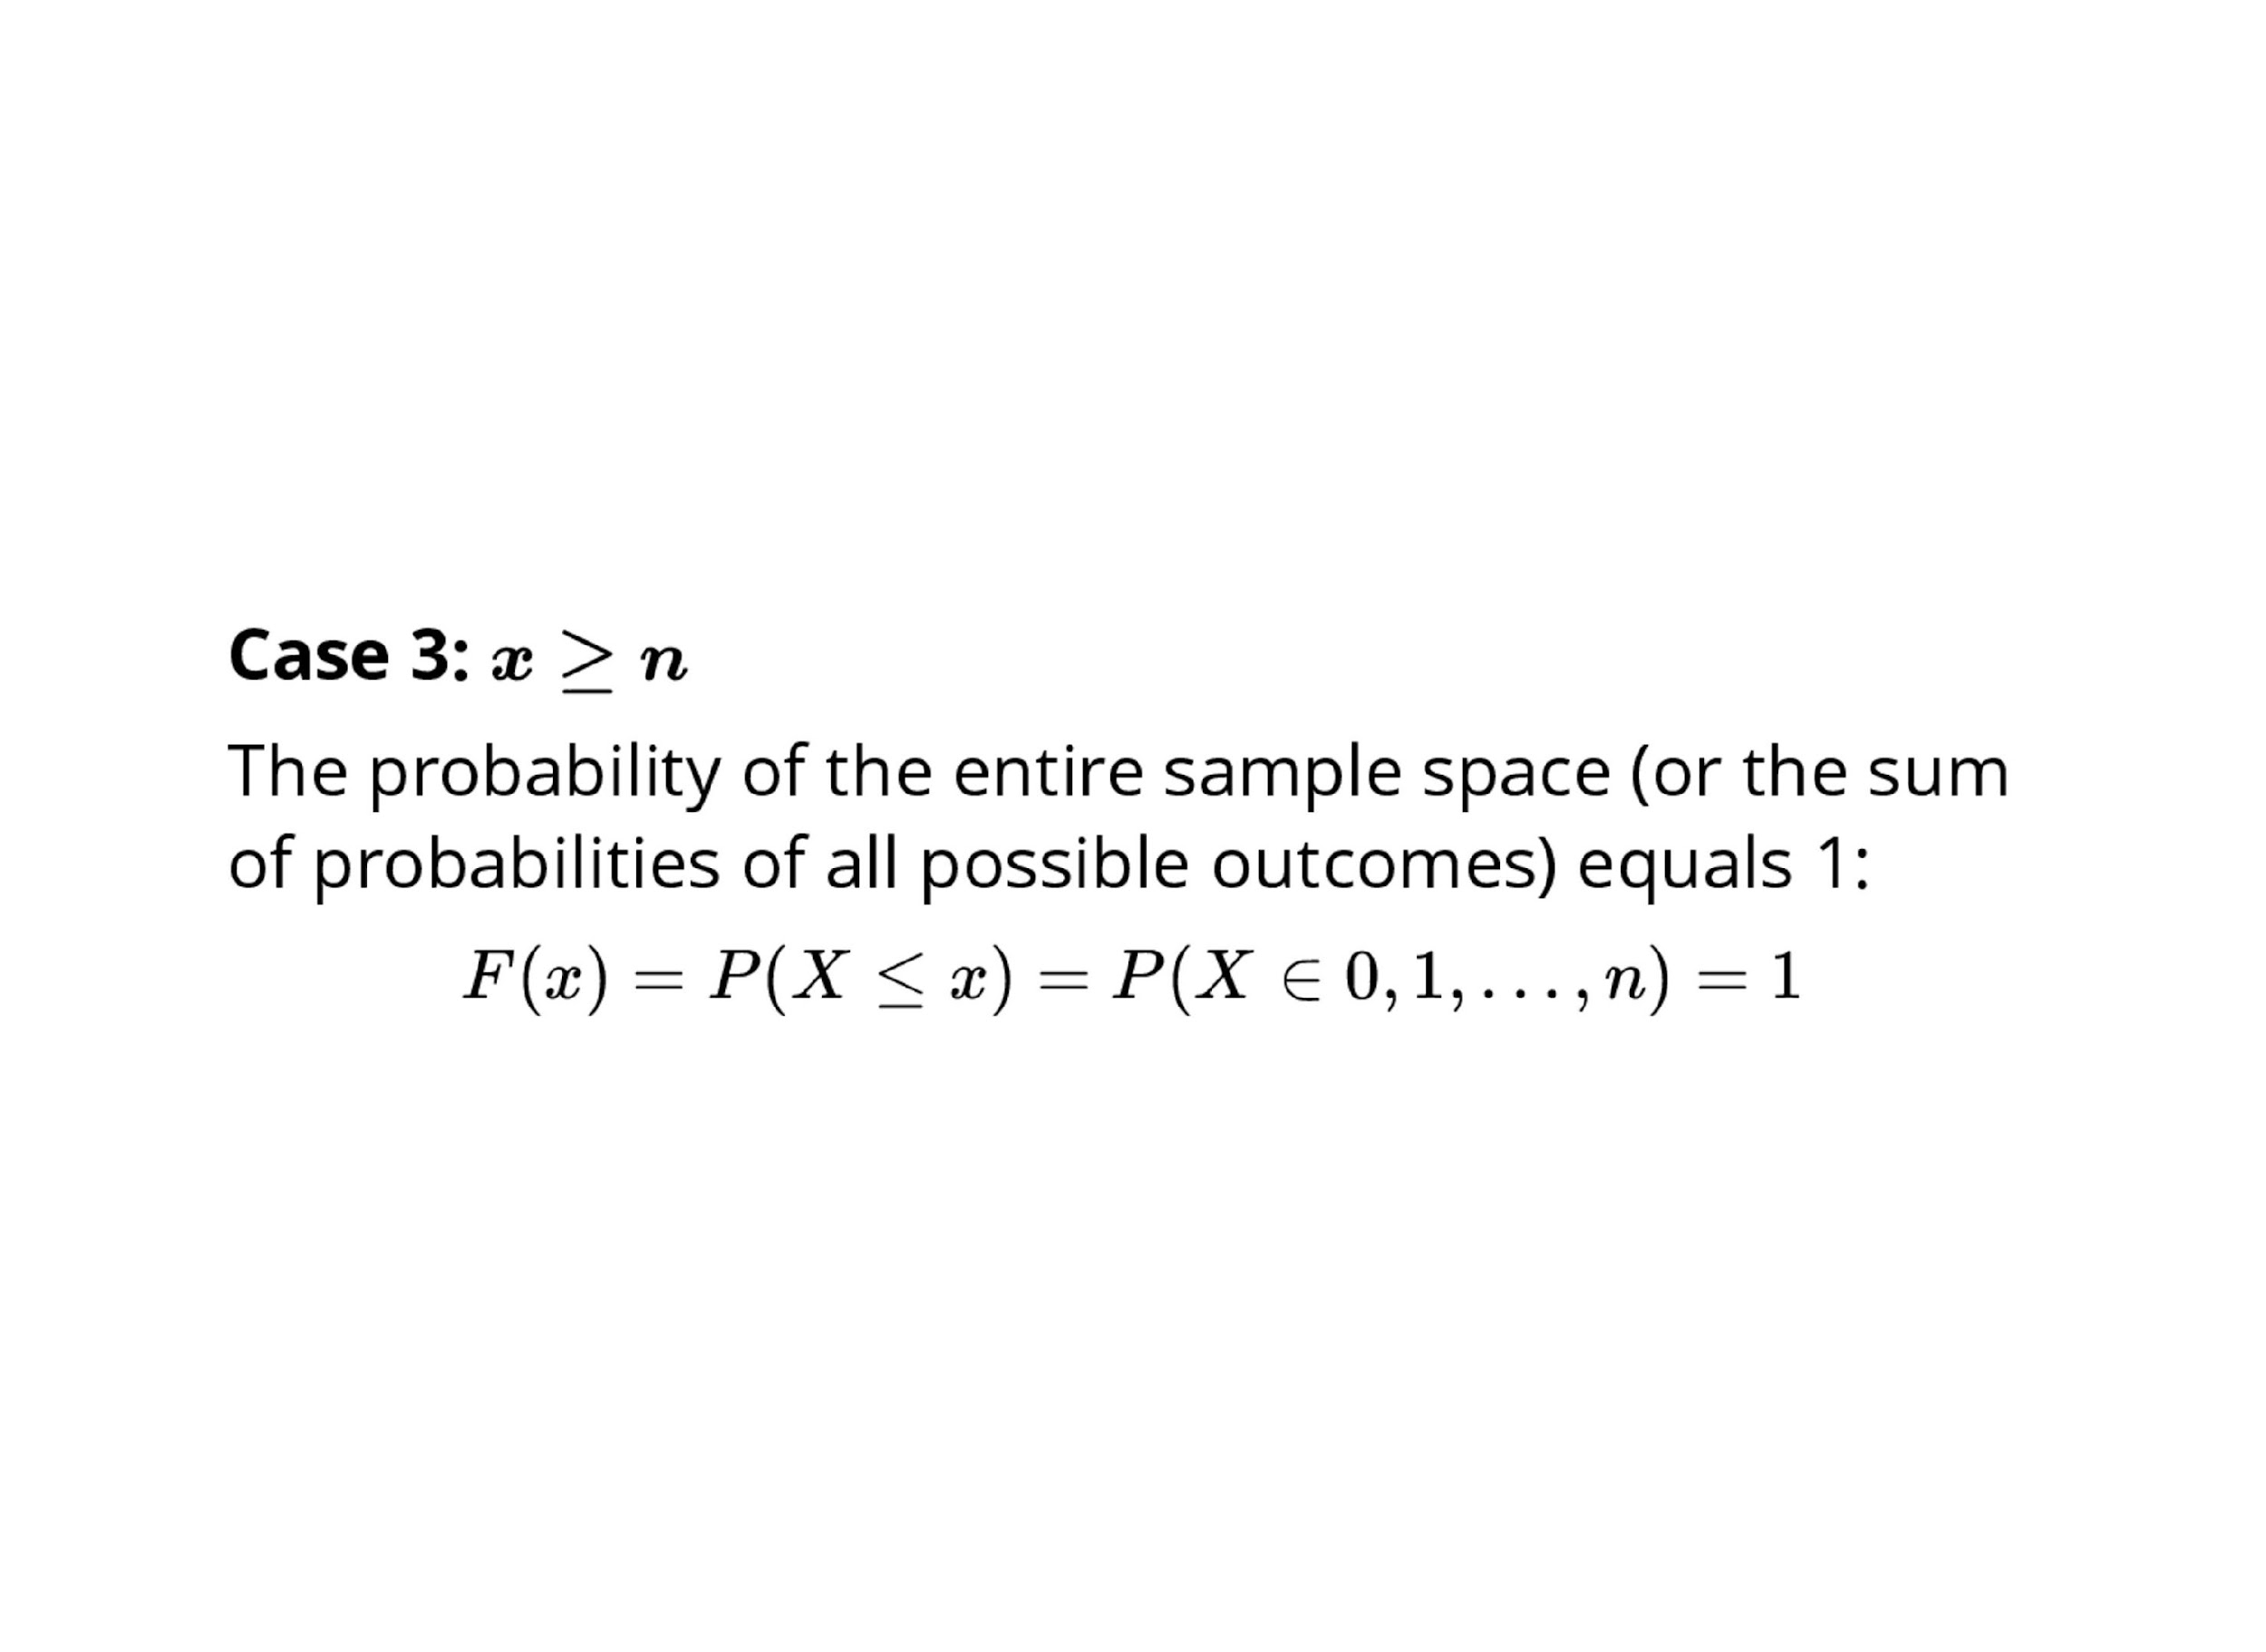 Case 3: x ≥ n
The probability of the entire sample space (or the sum
of probabilities of all possible outcomes) equals 1:
F(x) = P(X ≤ x) = P(X ∈ 0, 1, . . . , n) = 1